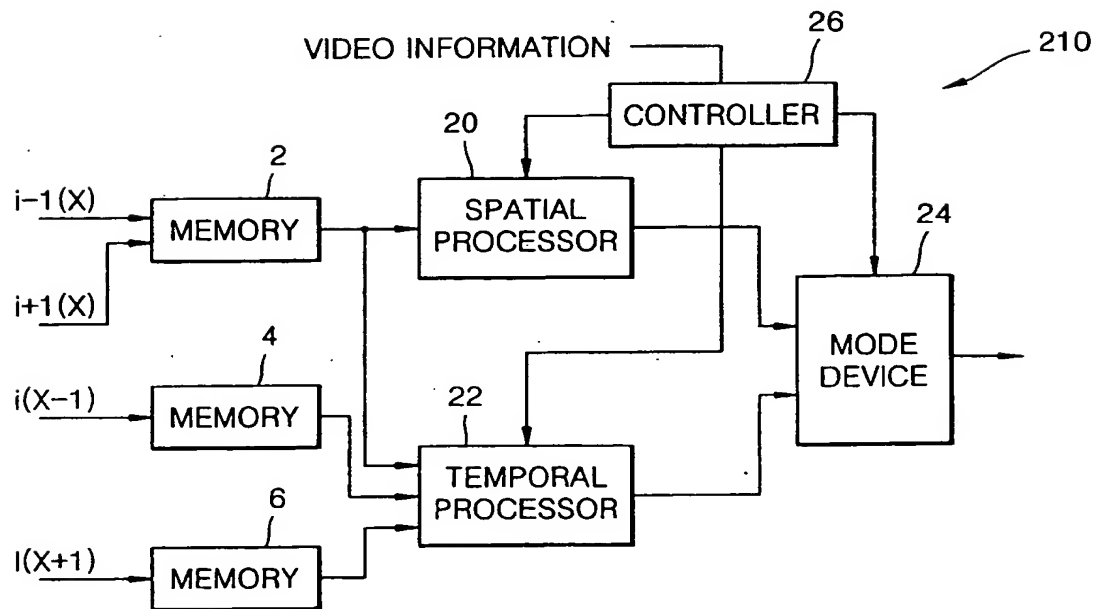 VIDEO INFORMATION
26
210
CONTROLLER
20
2
i-1(X)
MEMORY
SPATIAL
PROCESSOR
24
i+1(X)
4
MODE
DEVICE
i(X-1)
MEMORY
22
TEMPORAL
PROCESSOR
6
I(X+1)
MEMORY